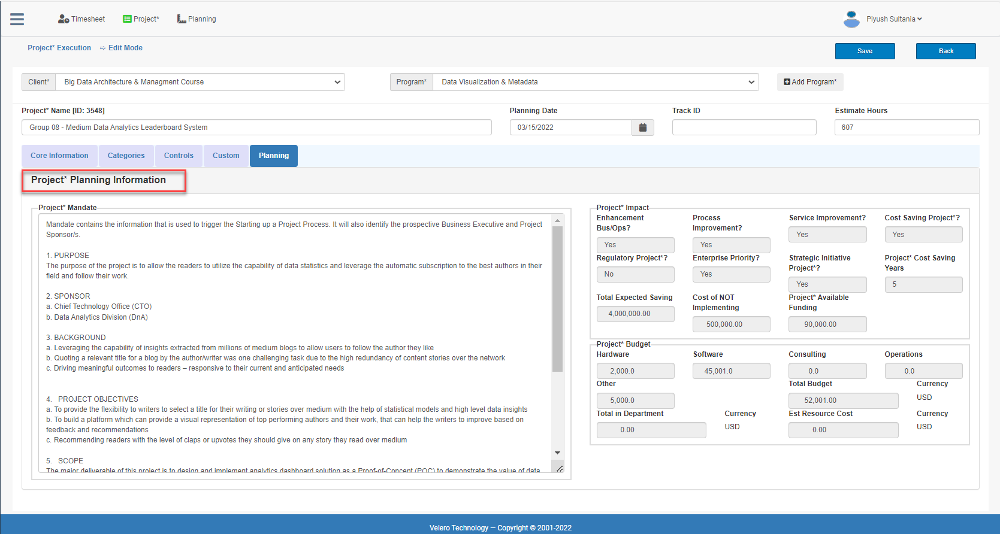 Timesheet Project* Planning Piyush Sultania
Project* Execution ⇨ Edit Mode Save Back
Client* Big Data Architecture & Managment Course Program* Data Visualization & Metadata Add Program*
Project* Name [ID: 3548] Planning Date Track ID Estimate Hours
Group 08 - Medium Data Analytics Leaderboard System 03/15/2022 607
Core Information Categories Controls Custom Planning
Project* Planning Information
Project* Mandate
Mandate contains the information that is used to trigger the Starting up a Project Process. It will also identify the prospective Business Executive and Project
Sponsor/s.
1. PURPOSE
The purpose of the project is to allow the readers to utilize the capability of data statistics and leverage the automatic subscription to the best authors in their
field and follow their work.
2. SPONSOR
a. Chief Technology Office (CTO)
b. Data Analytics Division (DnA)
3. BACKGROUND
a. Leveraging the capability of insights extracted from millions of medium blogs to allow users to follow the author they like
b. Quoting a relevant title for a blog by the author/writer was one challenging task due to the high redundancy of content stories over the network
c. Driving meaningful outcomes to readers – responsive to their current and anticipated needs
4. PROJECT OBJECTIVES
a. To provide the flexibility to writers to select a title for their writing or stories over medium with the help of statistical models and high level data insights
b. To build a platform which can provide a visual representation of top performing authors and their work, that can help the writers to improve based on
feedback and recommendations
c. Recommending readers with the level of claps or upvotes they should give on any story they read over medium
5. SCOPE
The major deliverable of this project is to design and implement analytics dashboard solution as a Proof-of-Concept (POC) to demonstrate the value of data
Project* Impact
Enhancement Bus/Ops? Process Improvement? Service Improvement? Cost Saving Project*?
Yes Yes Yes Yes
Regulatory Project*? Enterprise Priority? Strategic Initiative Project*? Project* Cost Saving Years
No Yes Yes 5
Total Expected Saving Cost of NOT Implementing Project* Available Funding
4,000,000.00 500,000.00 90,000.00
Project* Budget
Hardware Software Consulting Operations
2,000.0 45,001.0 0.0 0.0
Other Total Budget Currency
5,000.0 52,001.00 USD
Total in Department Currency Est Resource Cost Currency
0.00 USD 0.00 USD
Velero Technology — Copyright © 2001-2022